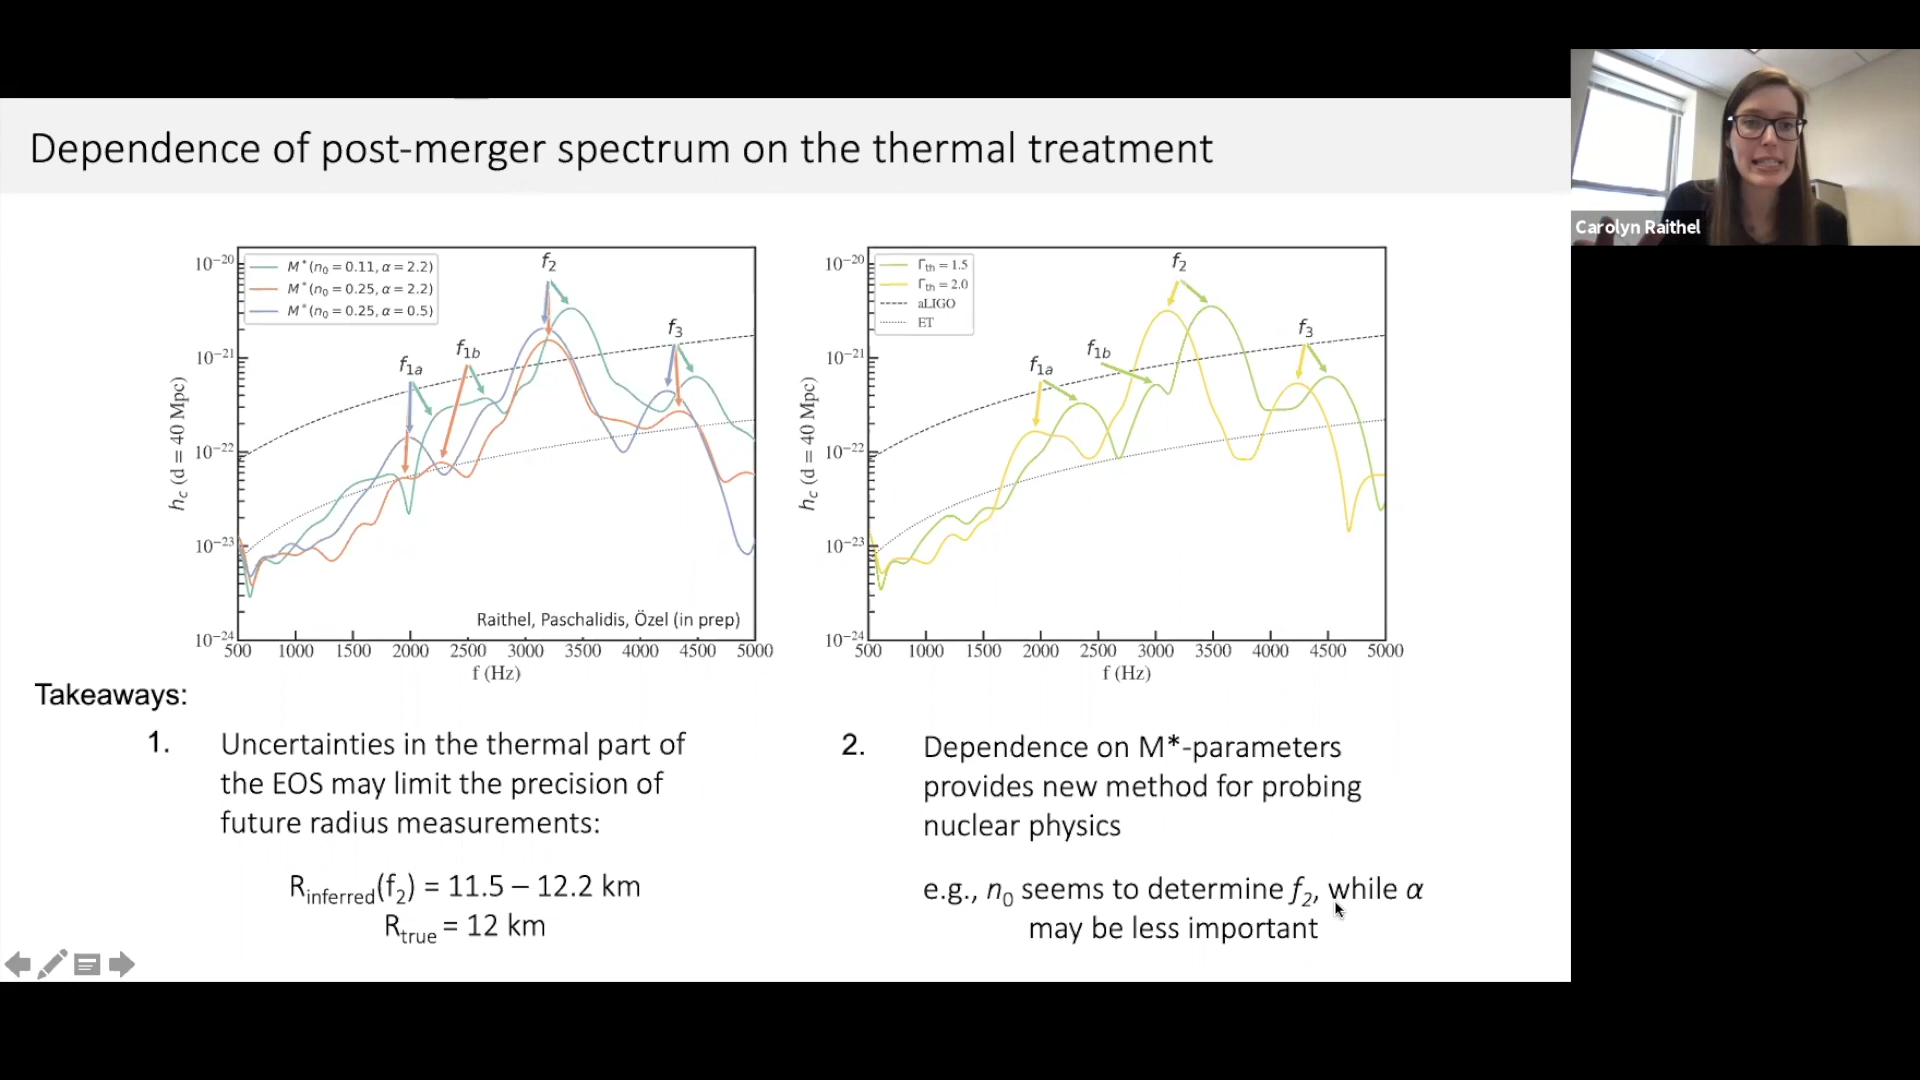 Dependence of post-merger spectrum on the thermal treatment
Carolyn Raithel
10⁻²⁰
10⁻²¹
10⁻²²
10⁻²³
10⁻²⁴
h_c (d = 40 Mpc)
M*(n₀ = 0.11, α = 2.2)
M*(n₀ = 0.25, α = 2.2)
M*(n₀ = 0.25, α = 0.5)
f₂
f₃
f₁b
f₁a
Raithel, Paschalidis, Özel (in prep)
500 1000 1500 2000 2500 3000 3500 4000 4500 5000
f (Hz)
10⁻²⁰
10⁻²¹
10⁻²²
10⁻²³
10⁻²⁴
h_c (d = 40 Mpc)
Γth = 1.5
Γth = 2.0
aLIGO
ET
f₂
f₃
f₁b
f₁a
500 1000 1500 2000 2500 3000 3500 4000 4500 5000
f (Hz)
Takeaways:
1. Uncertainties in the thermal part of
the EOS may limit the precision of
future radius measurements:
R_inferred(f₂) = 11.5 – 12.2 km
R_true = 12 km
2. Dependence on M*-parameters
provides new method for probing
nuclear physics
e.g., n₀ seems to determine f₂, while α
may be less important